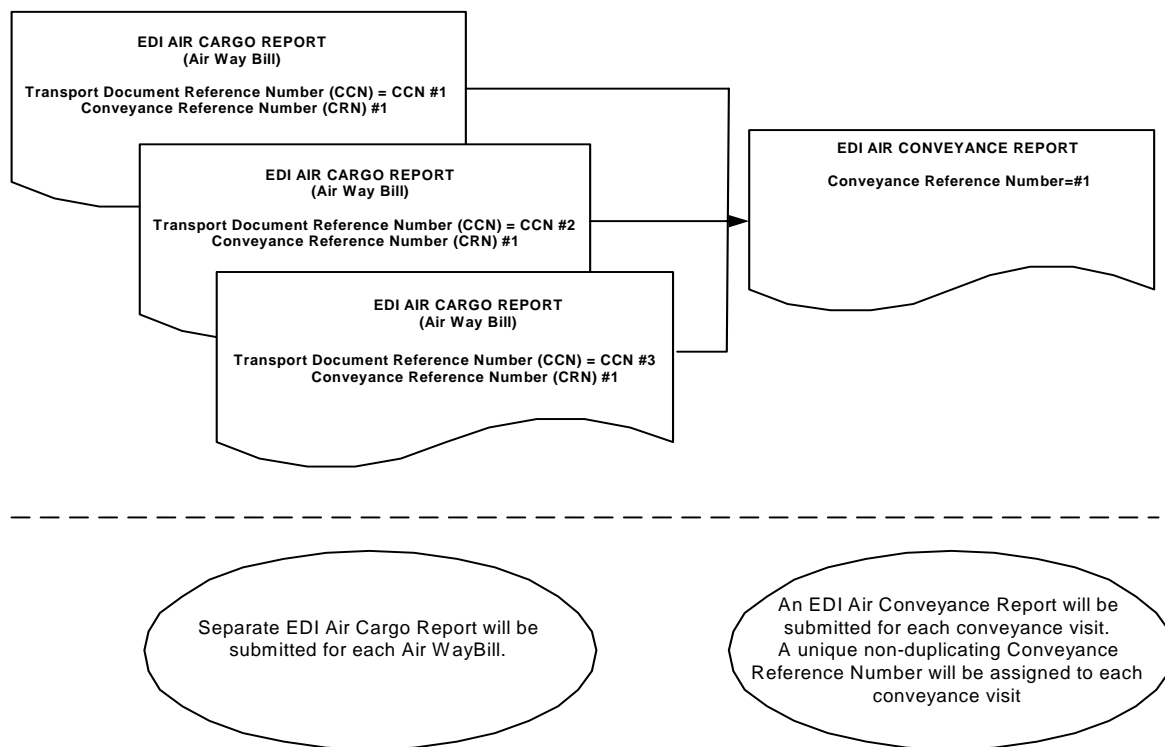 EDI AIR CARGO REPORT
(Air Way Bill)
Transport Document Reference Number (CCN) = CCN #1
Conveyance Reference Number (CRN) #1
EDI AIR CARGO REPORT
(Air Way Bill)
Transport Document Reference Number (CCN) = CCN #2
Conveyance Reference Number (CRN) #1
EDI AIR CARGO REPORT
(Air Way Bill)
Transport Document Reference Number (CCN) = CCN #3
Conveyance Reference Number (CRN) #1
EDI AIR CONVEYANCE REPORT
Conveyance Reference Number=#1
Separate EDI Air Cargo Report will be
submitted for each Air WayBill.
An EDI Air Conveyance Report will be
submitted for each conveyance visit.
A unique non-duplicating Conveyance
Reference Number will be assigned to each
conveyance visit